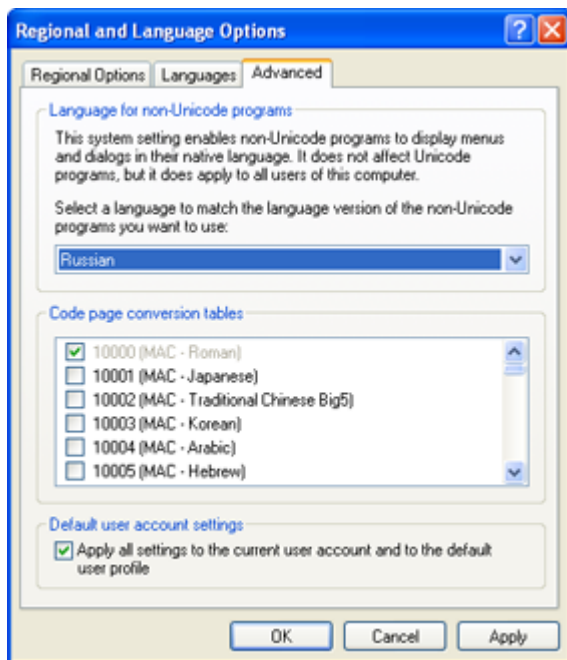 Regional and Language Options
Regional Options
Languages
Advanced
Language for non-Unicode programs
This system setting enables non-Unicode programs to display menus
and dialogs in their native language. It does not affect Unicode
programs, but it does apply to all users of this computer.
Select a language to match the language version of the non-Unicode
programs you want to use:
Russian
Code page conversion tables
10000 (MAC - Roman)
10001 (MAC - Japanese)
10002 (MAC - Traditional Chinese Big5)
10003 (MAC - Korean)
10004 (MAC - Arabic)
10005 (MAC - Hebrew)
Default user account settings
Apply all settings to the current user account and to the default
user profile
OK
Cancel
Apply